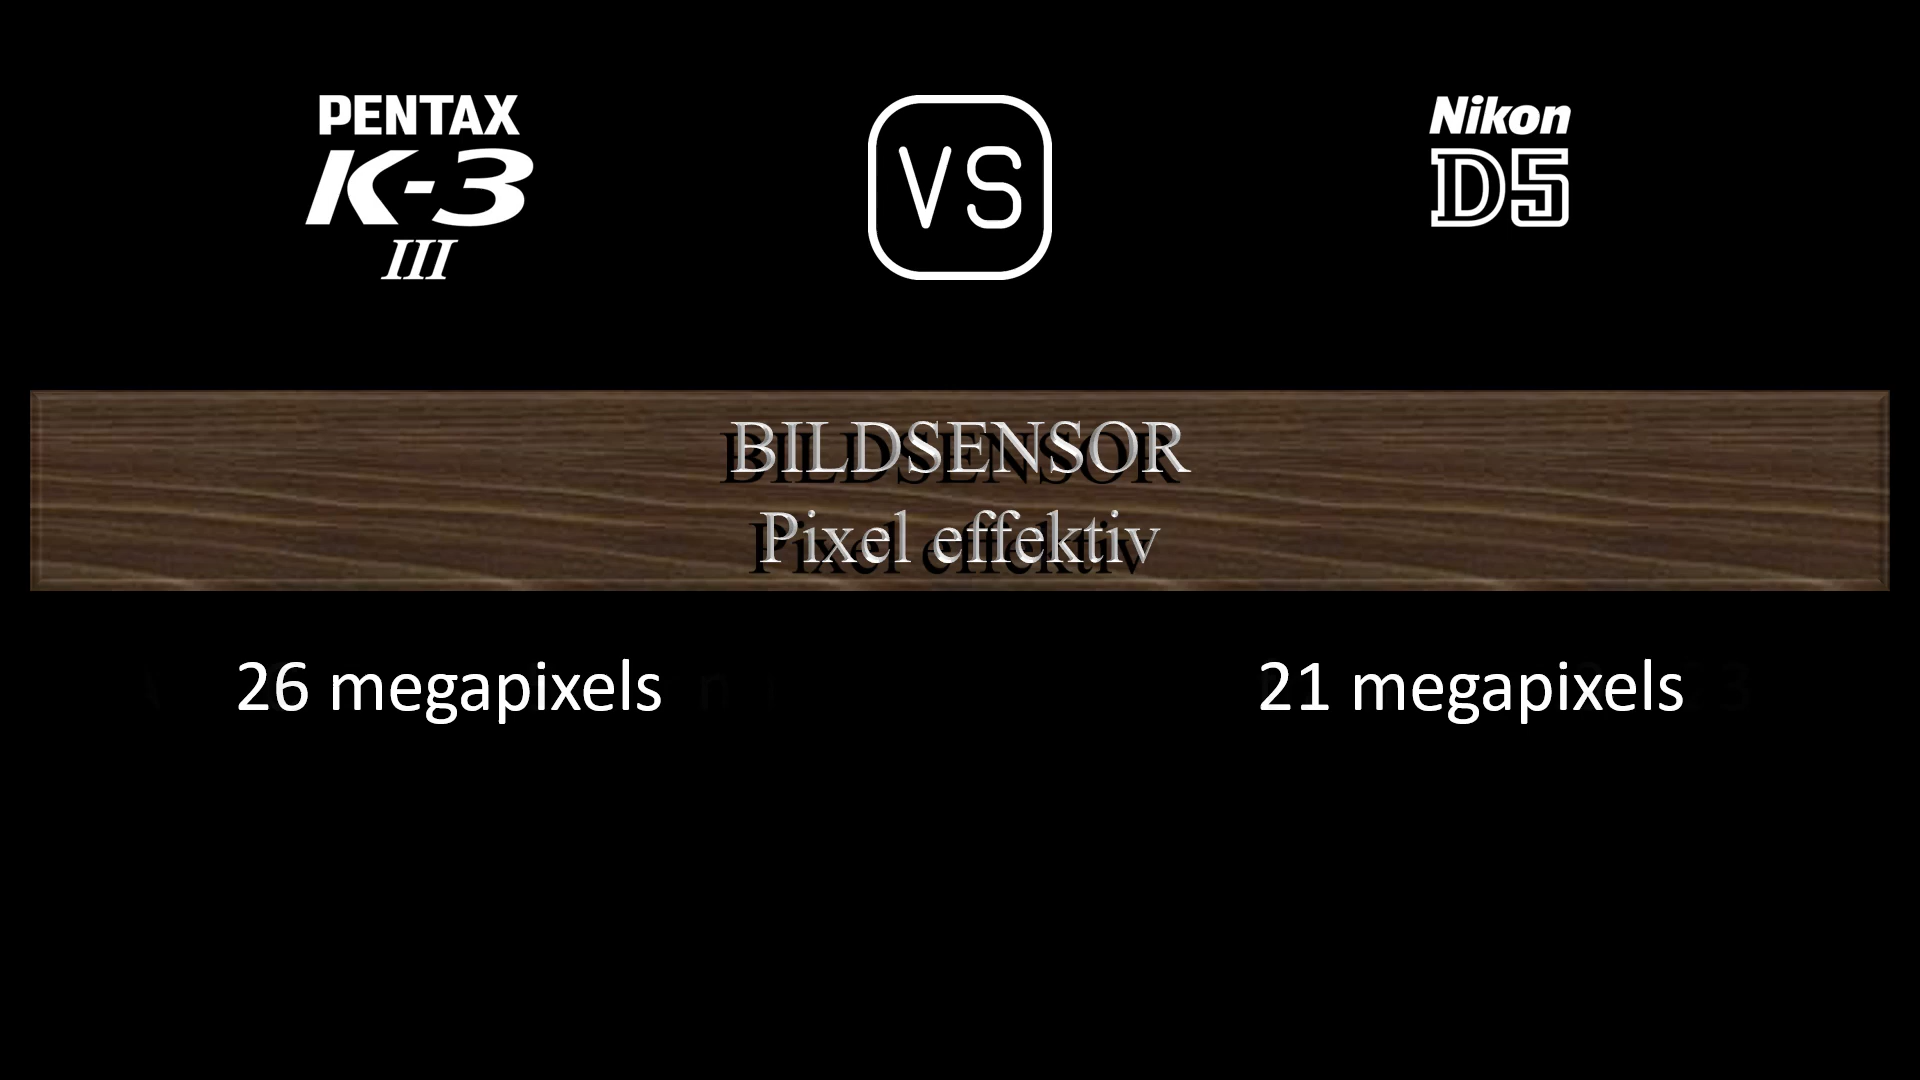 PENTAX
K-3
III
VS
Nikon
D5
BILDSENSOR
Pixel effektiv
26 megapixels
21 megapixels